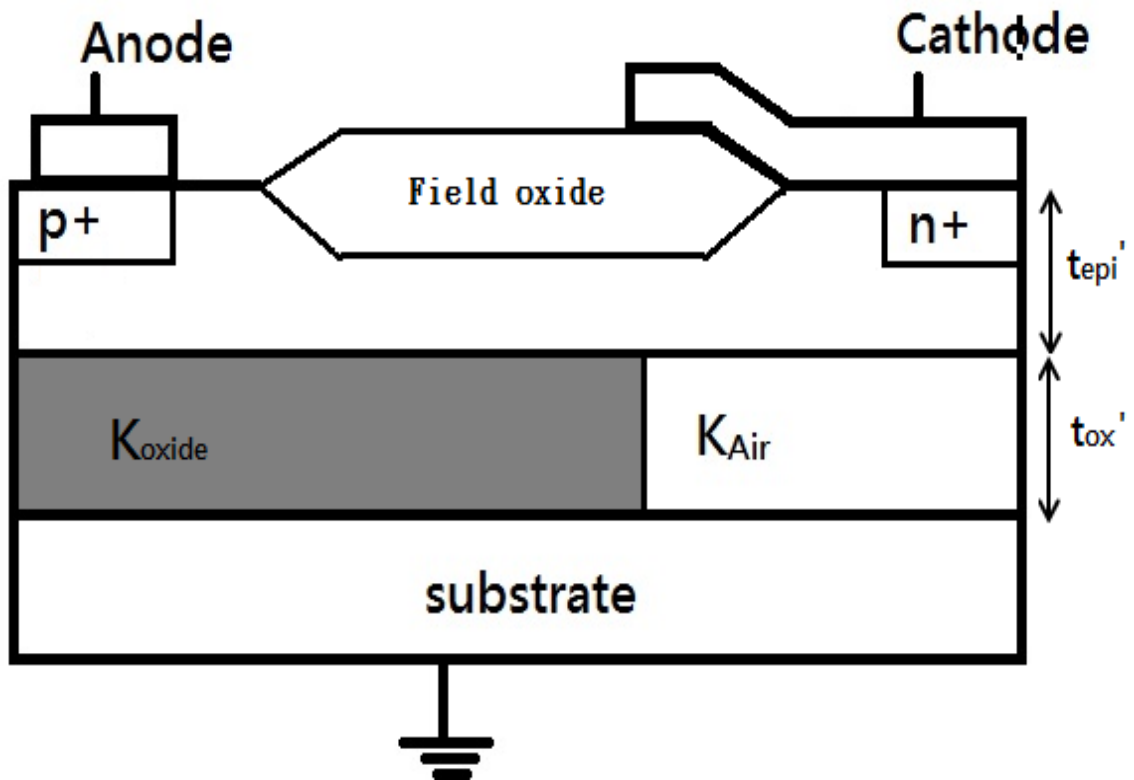 Anode
Cathode
Field oxide
p+
n+
tepi'
Koxide
KAir
tox'
substrate